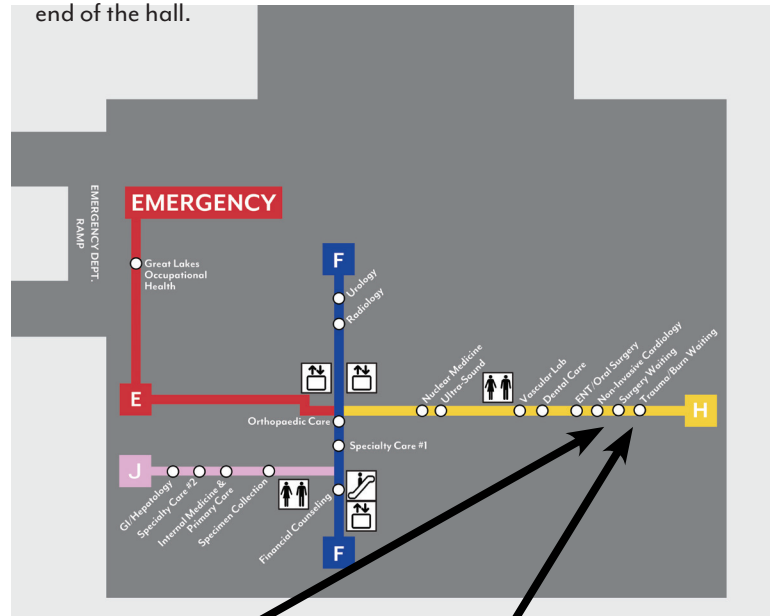 end of the hall.
EMERGENCY DEPT.
RAMP
EMERGENCY
Great Lakes
Occupational
Health
F
Urology
Radiology
E
Orthopaedic Care
Nuclear Medicine
Ultra-Sound
Vascular Lab
Dental Care
ENT/Oral Surgery
Non-Invasive Cardiology
Surgery Waiting
Trauma/Burn Waiting
H
Specialty Care #1
J
GI/Hepatology
Specialty Care #2
Internal Medicine &
Primary Care
Specimen Collection
Financial Counseling
F